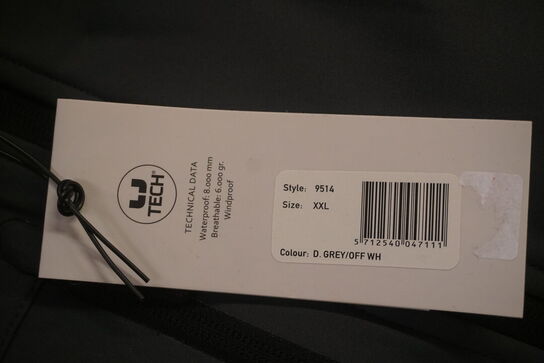 TECH®
TECHNICAL DATA
Waterproof: 8.000 mm
Breathable: 6.000 gr.
Windproof
Style: 9514
Size: XXL
5 712540 047111
Colour: D. GREY/OFF WH